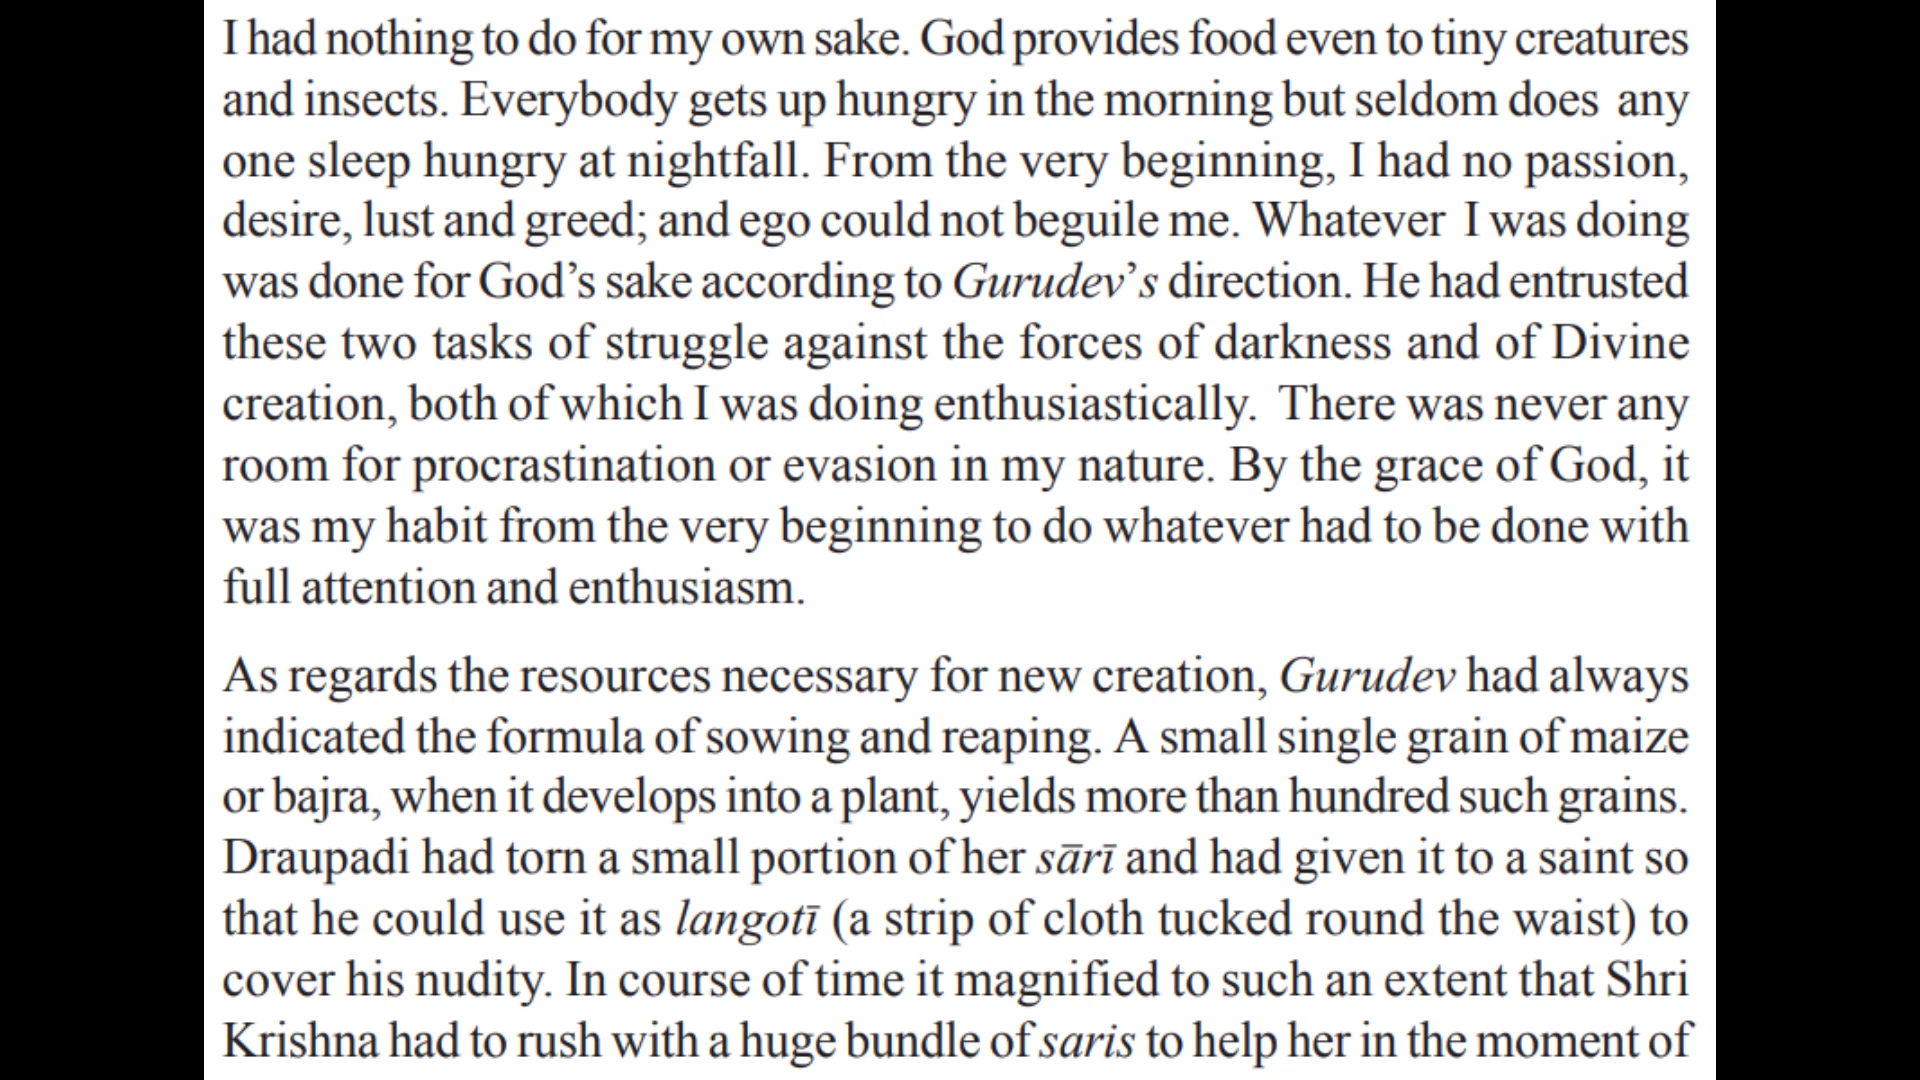 I had nothing to do for my own sake. God provides food even to tiny creatures
and insects. Everybody gets up hungry in the morning but seldom does any
one sleep hungry at nightfall. From the very beginning, I had no passion,
desire, lust and greed; and ego could not beguile me. Whatever I was doing
was done for God’s sake according to Gurudev’s direction. He had entrusted
these two tasks of struggle against the forces of darkness and of Divine
creation, both of which I was doing enthusiastically. There was never any
room for procrastination or evasion in my nature. By the grace of God, it
was my habit from the very beginning to do whatever had to be done with
full attention and enthusiasm.
As regards the resources necessary for new creation, Gurudev had always
indicated the formula of sowing and reaping. A small single grain of maize
or bajra, when it develops into a plant, yields more than hundred such grains.
Draupadi had torn a small portion of her sārī and had given it to a saint so
that he could use it as langotī (a strip of cloth tucked round the waist) to
cover his nudity. In course of time it magnified to such an extent that Shri
Krishna had to rush with a huge bundle of saris to help her in the moment of